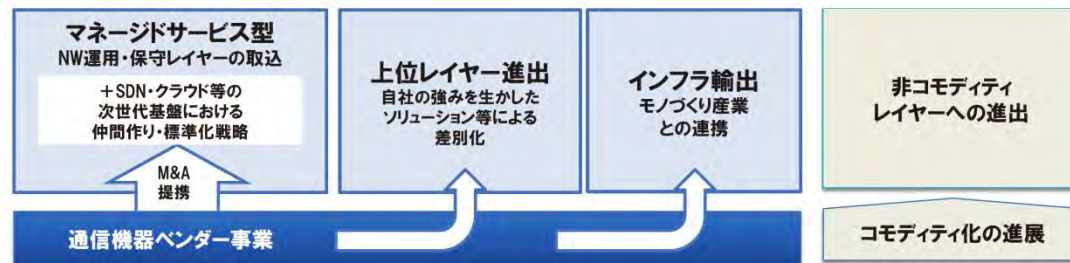 マネージドサービス型
NW運用・保守レイヤーの取込
＋SDN・クラウド等の
次世代基盤における
仲間作り・標準化戦略
M&A
提携
上位レイヤー進出
自社の強みを生かした
ソリューション等による
差別化
インフラ輸出
モノづくり産業
との連携
通信機器ベンダー事業
非コモディティ
レイヤーへの進出
コモディティ化の進展